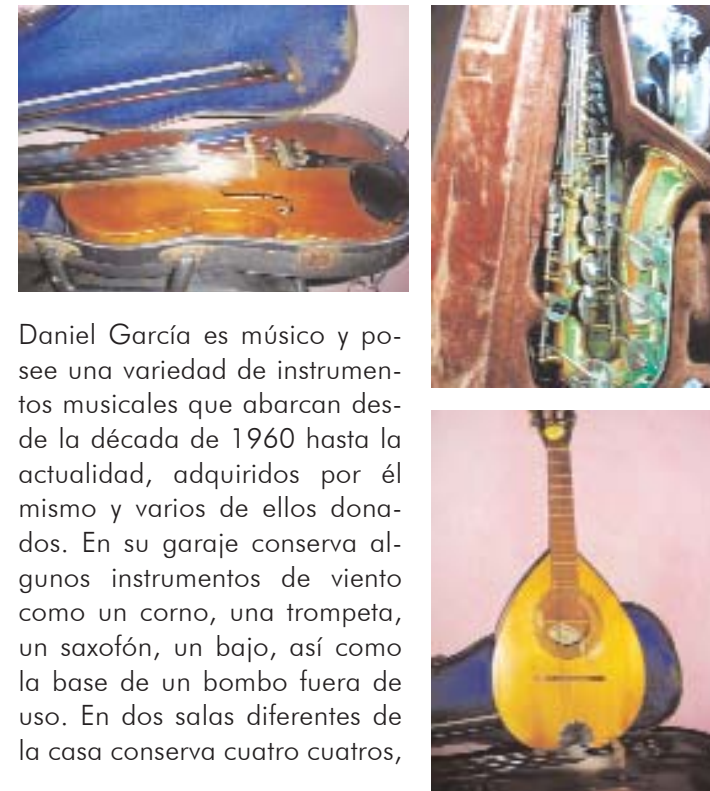 Daniel García es músico y po-
see una variedad de instrumen-
tos musicales que abarcan des-
de la década de 1960 hasta la
actualidad, adquiridos por él
mismo y varios de ellos dona-
dos. En su garaje conserva al-
gunos instrumentos de viento
como un corno, una trompeta,
un saxofón, un bajo, así como
la base de un bombo fuera de
uso. En dos salas diferentes de
la casa conserva cuatro cuatros,